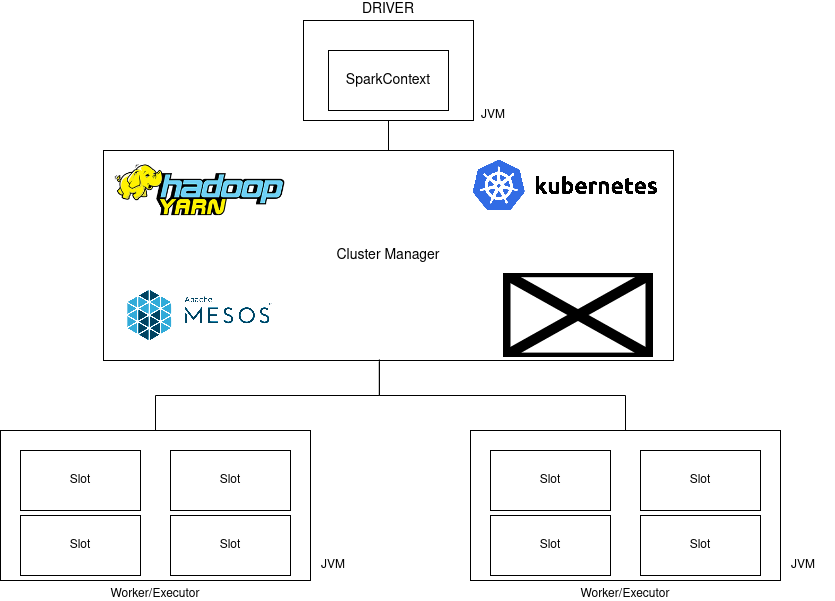 DRIVER
SparkContext
JVM
hadoop
YARN
kubernetes
Cluster Manager
Apache
MESOS
Slot
Slot
Slot
Slot
Slot
Slot
Slot
Slot
JVM
JVM
Worker/Executor
Worker/Executor